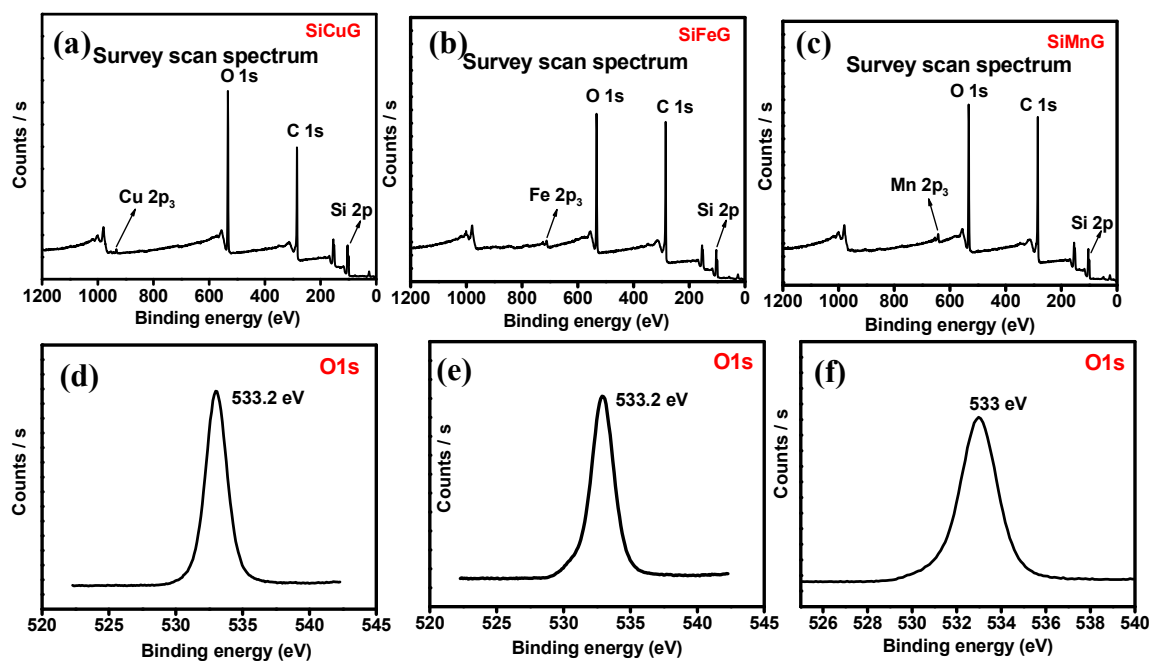 (a)
SiCuG
Survey scan spectrum
O 1s
C 1s
Cu 2p3
Si 2p
Counts / s
1200 1000 800 600 400 200 0
Binding energy (eV)
(b)
SiFeG
Survey scan spectrum
O 1s
C 1s
Fe 2p3
Si 2p
Counts / s
1200 1000 800 600 400 200 0
Binding energy (eV)
(c)
SiMnG
Survey scan spectrum
O 1s
C 1s
Mn 2p3
Si 2p
Counts / s
1200 1000 800 600 400 200 0
Binding energy (eV)
(d)
O1s
533.2 eV
Counts / s
520 525 530 535 540 545
Binding energy (eV)
(e)
O1s
533.2 eV
Counts / s
520 525 530 535 540 545
Binding energy (eV)
(f)
O1s
533 eV
Counts / s
526 528 530 532 534 536 538 540
Binding energy (eV)